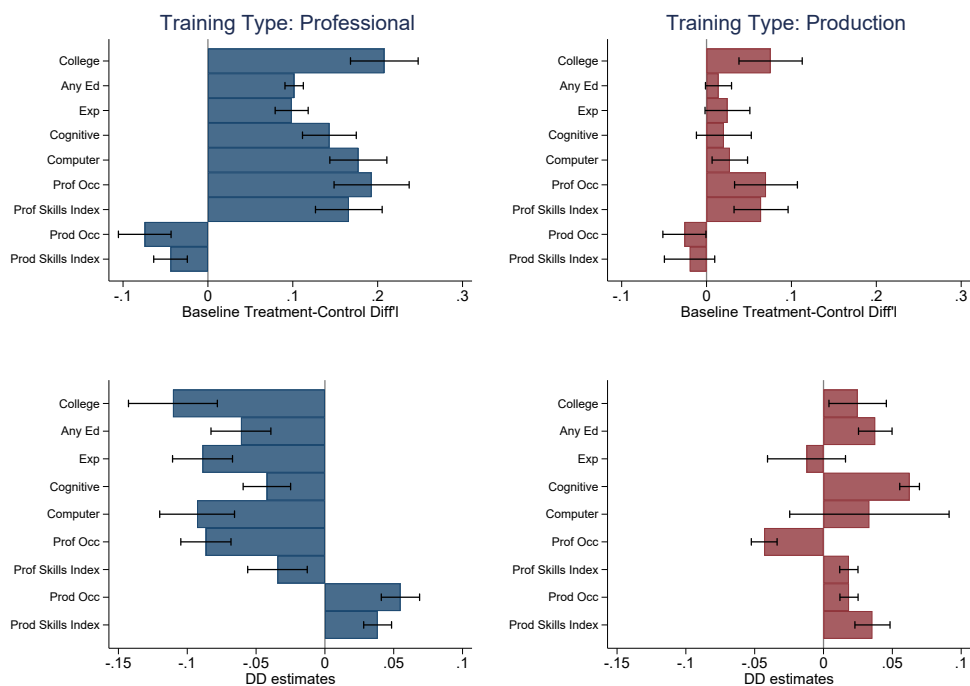 Training Type: Professional
College
Any Ed
Exp
Cognitive
Computer
Prof Occ
Prof Skills Index
Prod Occ
Prod Skills Index
-.1 0 .1 .2 .3
Baseline Treatment-Control Diff'l
Training Type: Production
College
Any Ed
Exp
Cognitive
Computer
Prof Occ
Prof Skills Index
Prod Occ
Prod Skills Index
-.1 0 .1 .2 .3
Baseline Treatment-Control Diff'l
College
Any Ed
Exp
Cognitive
Computer
Prof Occ
Prof Skills Index
Prod Occ
Prod Skills Index
-.15 -.1 -.05 0 .05 .1
DD estimates
College
Any Ed
Exp
Cognitive
Computer
Prof Occ
Prof Skills Index
Prod Occ
Prod Skills Index
-.15 -.1 -.05 0 .05 .1
DD estimates